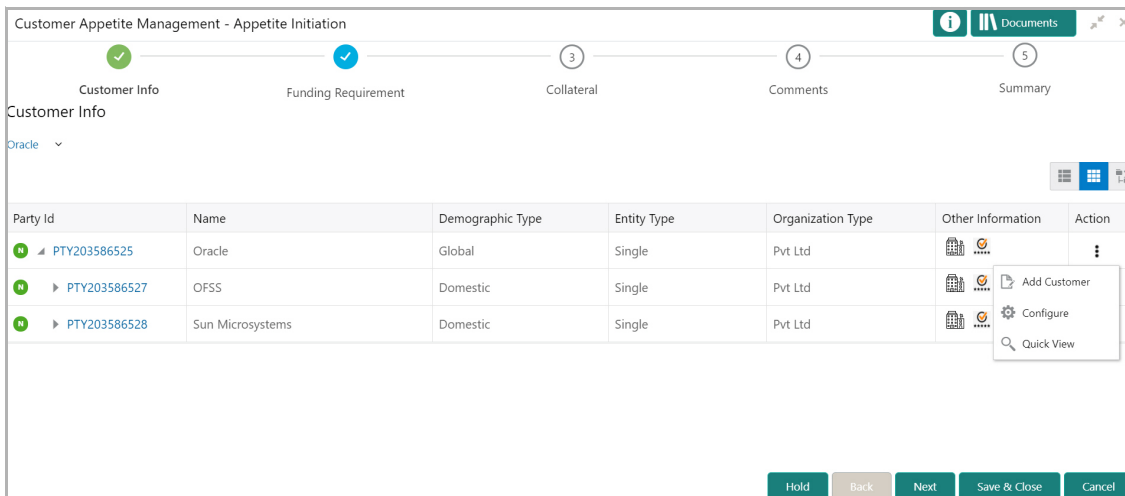 Customer Appetite Management - Appetite Initiation
i Documents
3 4 5
Customer Info Funding Requirement Collateral Comments Summary
Customer Info
Oracle
Party Id Name Demographic Type Entity Type Organization Type Other Information Action
N PTY203586525 Oracle Global Single Pvt Ltd
N PTY203586527 OFSS Domestic Single Pvt Ltd
N PTY203586528 Sun Microsystems Domestic Single Pvt Ltd
Add Customer
Configure
Quick View
Hold Back Next Save & Close Cancel